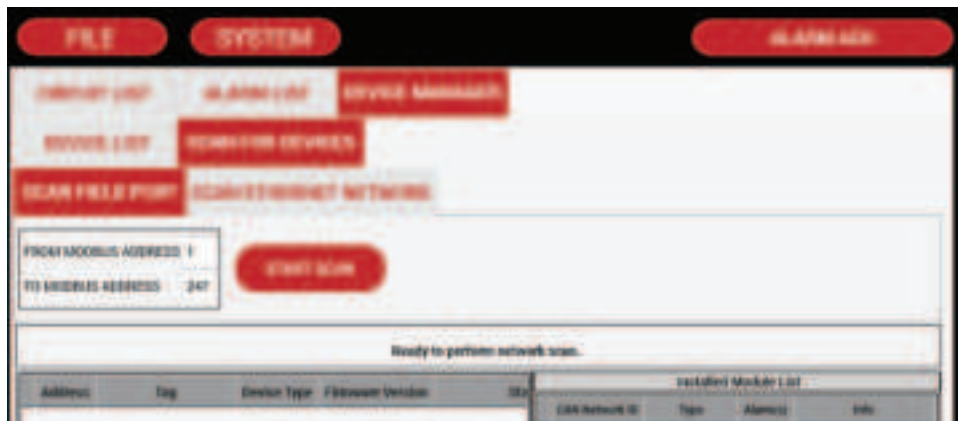 FILE SYSTEM ALARM ACK
CIRCUIT LIST ALARM LIST DEVICE MANAGER
DEVICE LIST SCAN FOR DEVICES
SCAN FIELD PORT SCAN ETHERNET NETWORK
FROM MODBUS ADDRESS 1
START SCAN
TO MODBUS ADDRESS 247
Ready to perform network scan.
Installed Module List
Address Tag Device Type Firmware Version Sta
CAN Network ID Type Alarm(s) Info